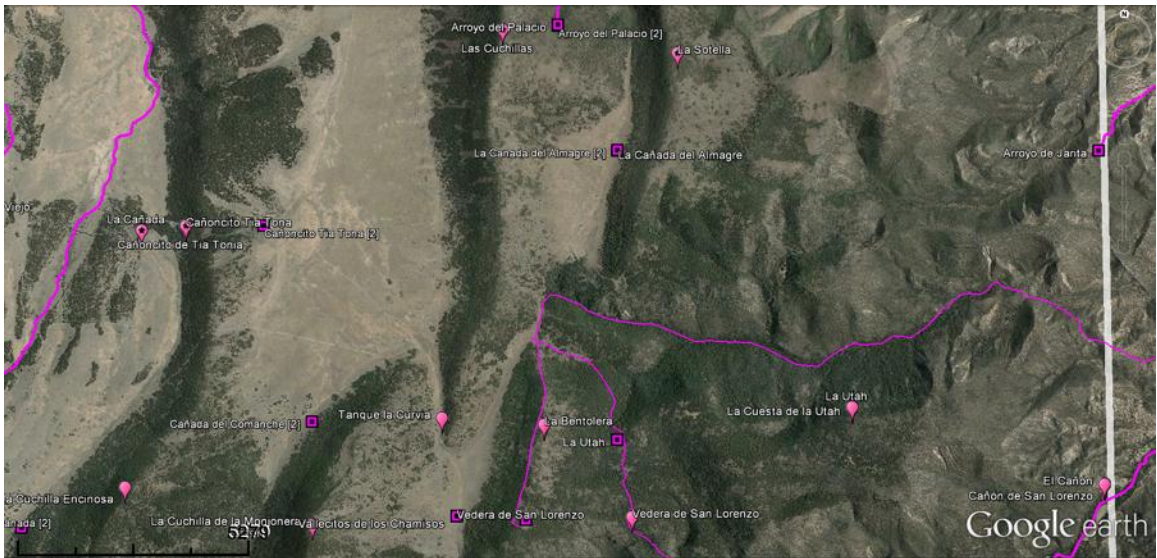 N
Arroyo del Palacio
Arroyo del Palacio [2]
Las Cuchillas
La Sotella
La Cañada del Almagre [2]
La Cañada del Almagre
Arroyo de Janta
Viejo
La Cañada
Cañoncito Tia Tona
Cañoncito Tia Tona [2]
Cañoncito de Tia Tonia
La Utah
La Cuesta de la Utah
Tanque la Curvia
La Bentolera
Cañada del Comanche [2]
La Utah
El Cañón
Cañón de San Lorenzo
La Cuchilla Encinosa
Vedera de San Lorenzo
Vedera de San Lorenzo
La Cuchilla de la Monjonera
Vallecitos de los Chamisos
anada [2]
Google earth